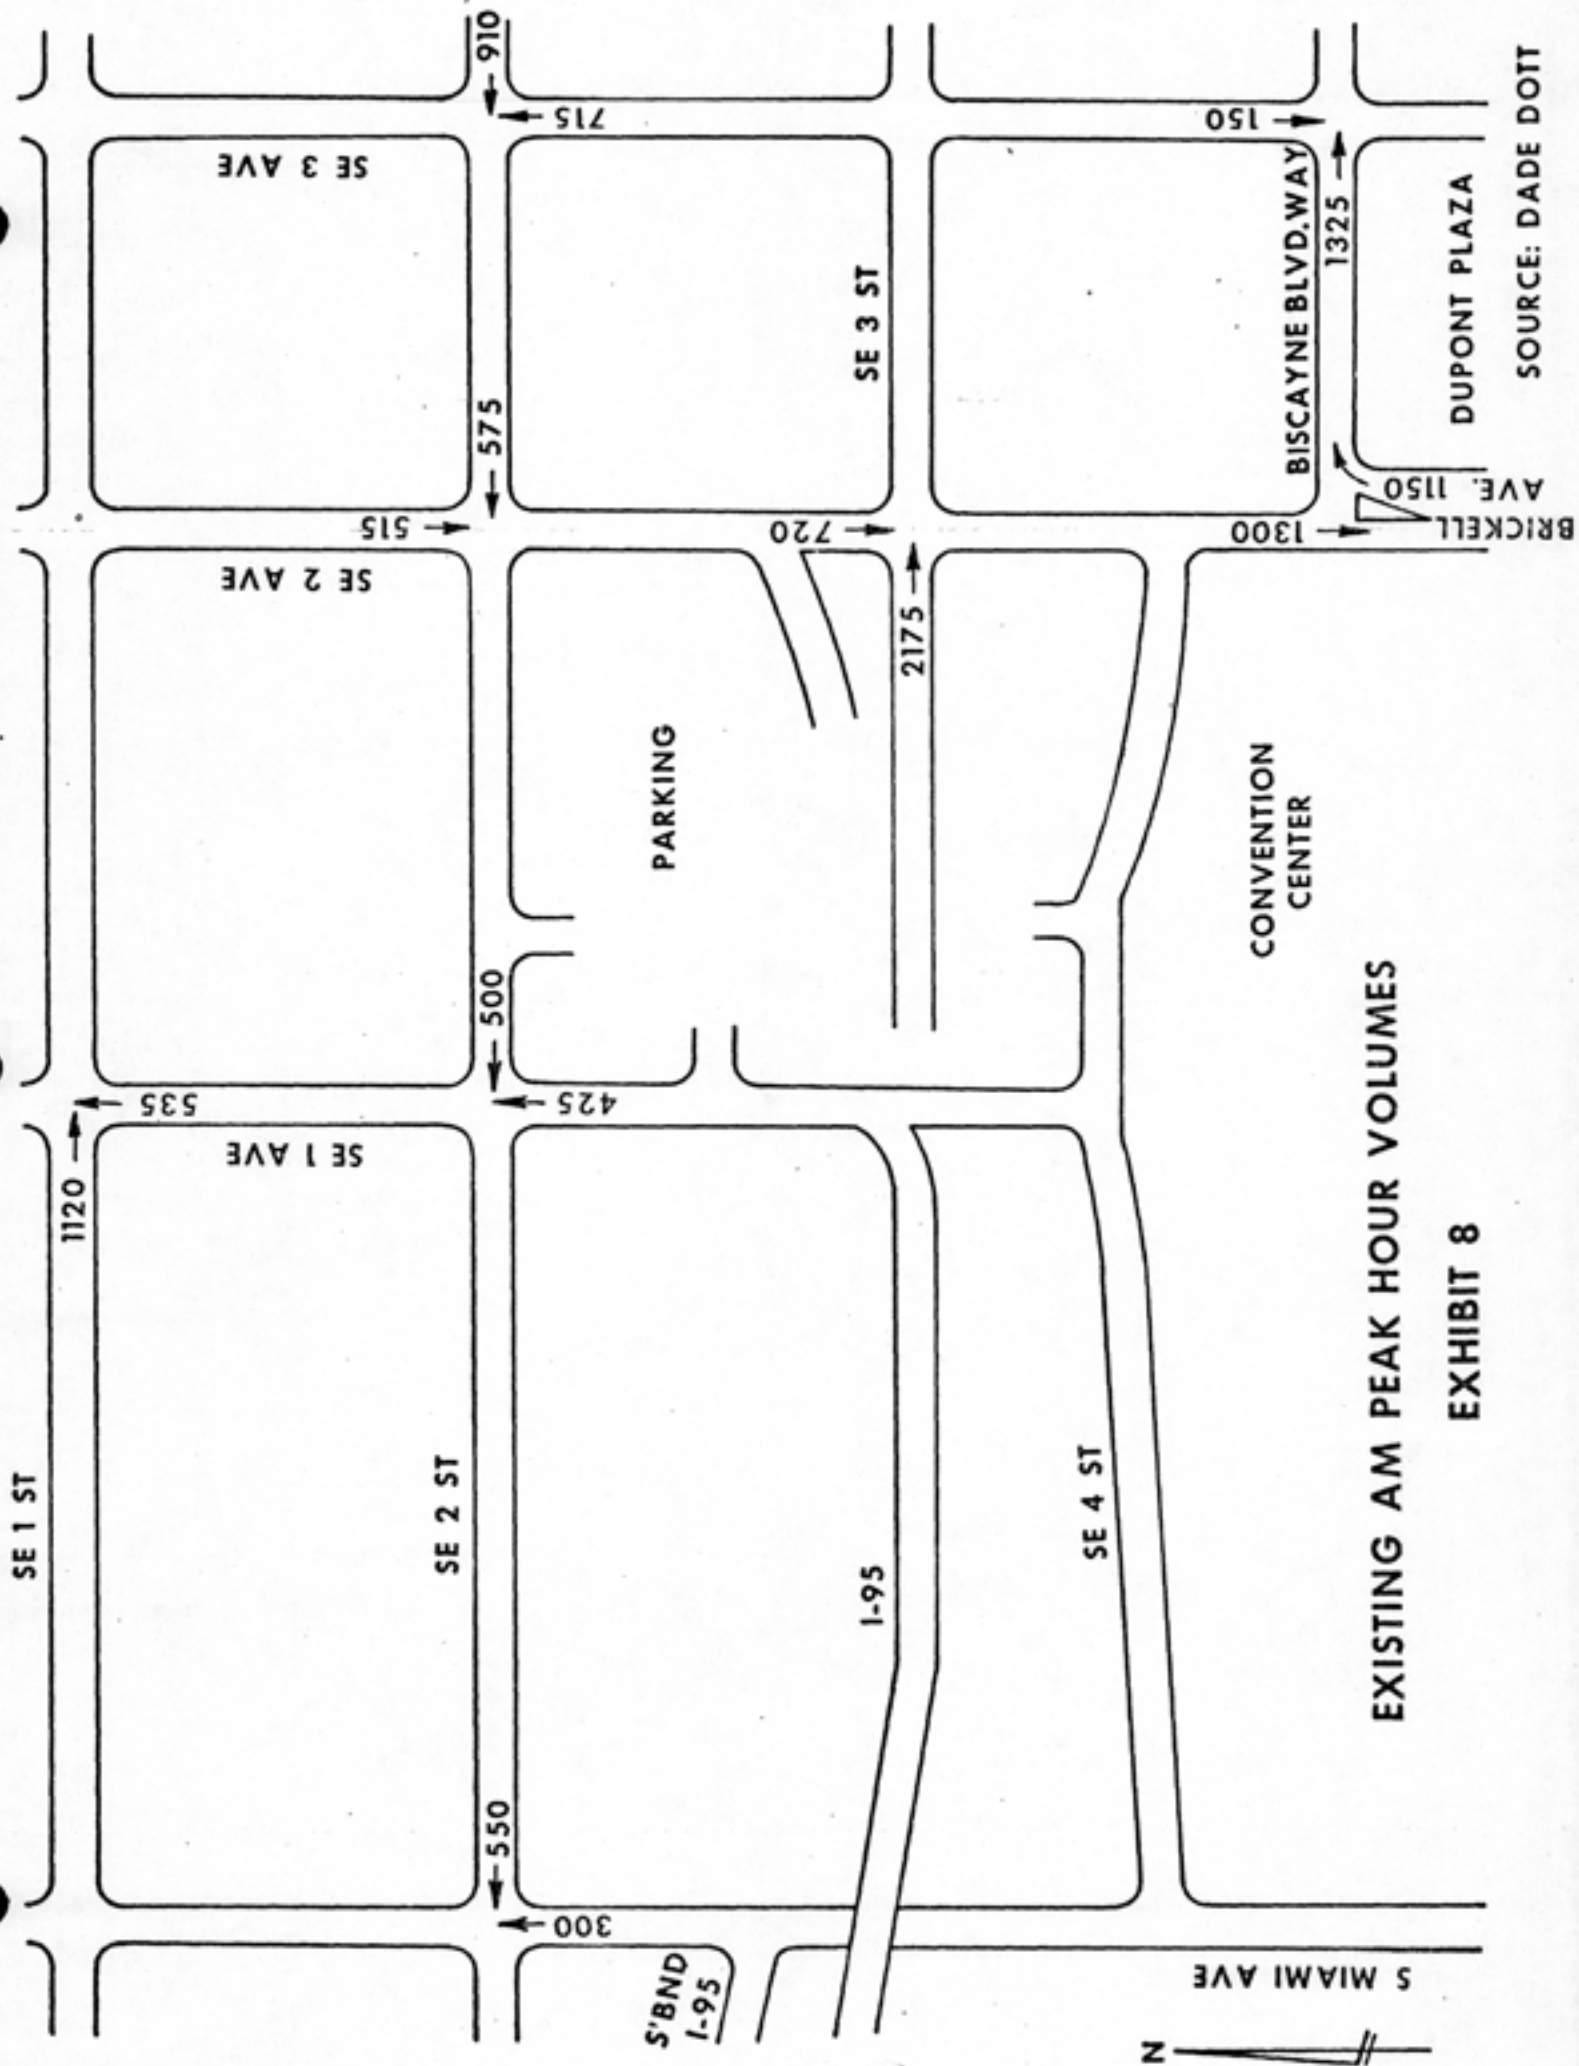 SE 1 ST
1120
535
SE 1 AVE
SE 2 AVE
515
SE 3 AVE
SE 2 ST
550
300
500
425
575
910
715
PARKING
S'BND
I-95
I-95
SE 3 ST
720
2175
SE 4 ST
CONVENTION
CENTER
150
1300
BISCAYNE BLVD. WAY
1325
BRICKELL
AVE. 1150
DUPONT PLAZA
S MIAMI AVE
N
EXISTING AM PEAK HOUR VOLUMES
EXHIBIT 8
SOURCE: DADE DOTT